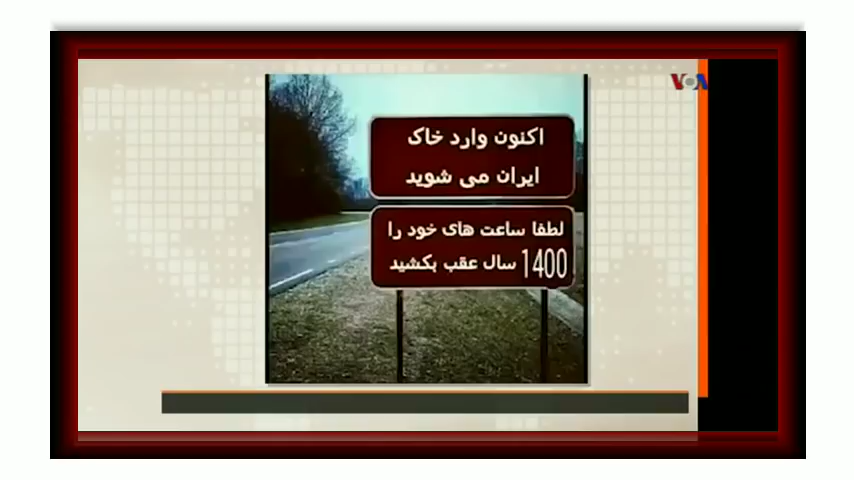 VOA
اکنون وارد خاک
ایران می شوید
لطفا ساعت های خود را
1400 سال عقب بکشید